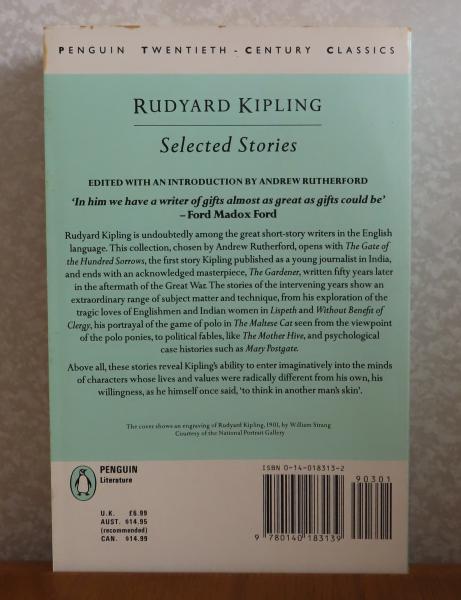 PENGUIN TWENTIETH-CENTURY CLASSICS
RUDYARD KIPLING
Selected Stories
EDITED WITH AN INTRODUCTION BY ANDREW RUTHERFORD
‘In him we have a writer of gifts almost as great as gifts could be’
– Ford Madox Ford
Rudyard Kipling is undoubtedly among the great short-story writers in the English
language. This collection, chosen by Andrew Rutherford, opens with The Gate of
the Hundred Sorrows, the first story Kipling published as a young journalist in India,
and ends with an acknowledged masterpiece, The Gardener, written fifty years later
in the aftermath of the Great War. The stories of the intervening years show an
extraordinary range of subject matter and technique, from his exploration of the
tragic loves of Englishmen and Indian women in Lispeth and Without Benefit of
Clergy, his portrayal of the game of polo in The Maltese Cat seen from the viewpoint
of the polo ponies, to political fables, like The Mother Hive, and psychological
case histories such as Mary Postgate.
Above all, these stories reveal Kipling's ability to enter imaginatively into the minds
of characters whose lives and values were radically different from his own, his
willingness, as he himself once said, ‘to think in another man's skin’.
The cover shows an engraving of Rudyard Kipling, 1901, by William Strang
Courtesy of the National Portrait Gallery
PENGUIN
Literature
U.K. £6.99
AUST. $14.95
(recommended)
CAN. $14.99
ISBN 0-14-018313-2
90301
9 780140 183139